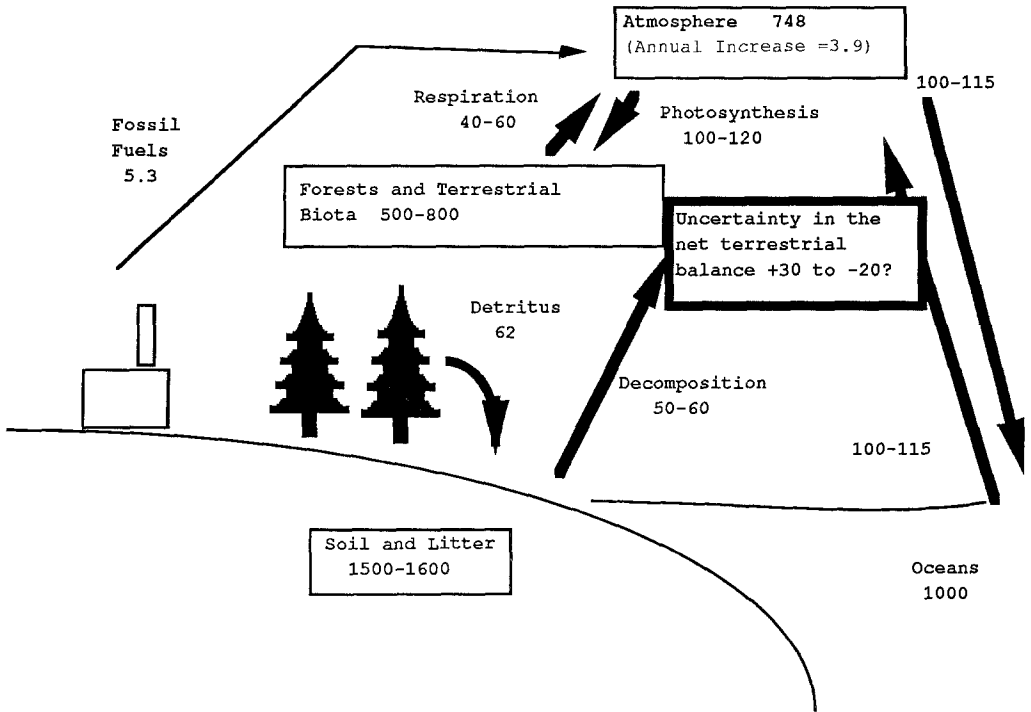 Atmosphere 748
(Annual Increase =3.9)
100-115
Respiration
40-60
Photosynthesis
100-120
Fossil
Fuels
5.3
Forests and Terrestrial
Biota 500-800
Uncertainty in the
net terrestrial
balance +30 to -20?
Detritus
62
Decomposition
50-60
100-115
Soil and Litter
1500-1600
Oceans
1000